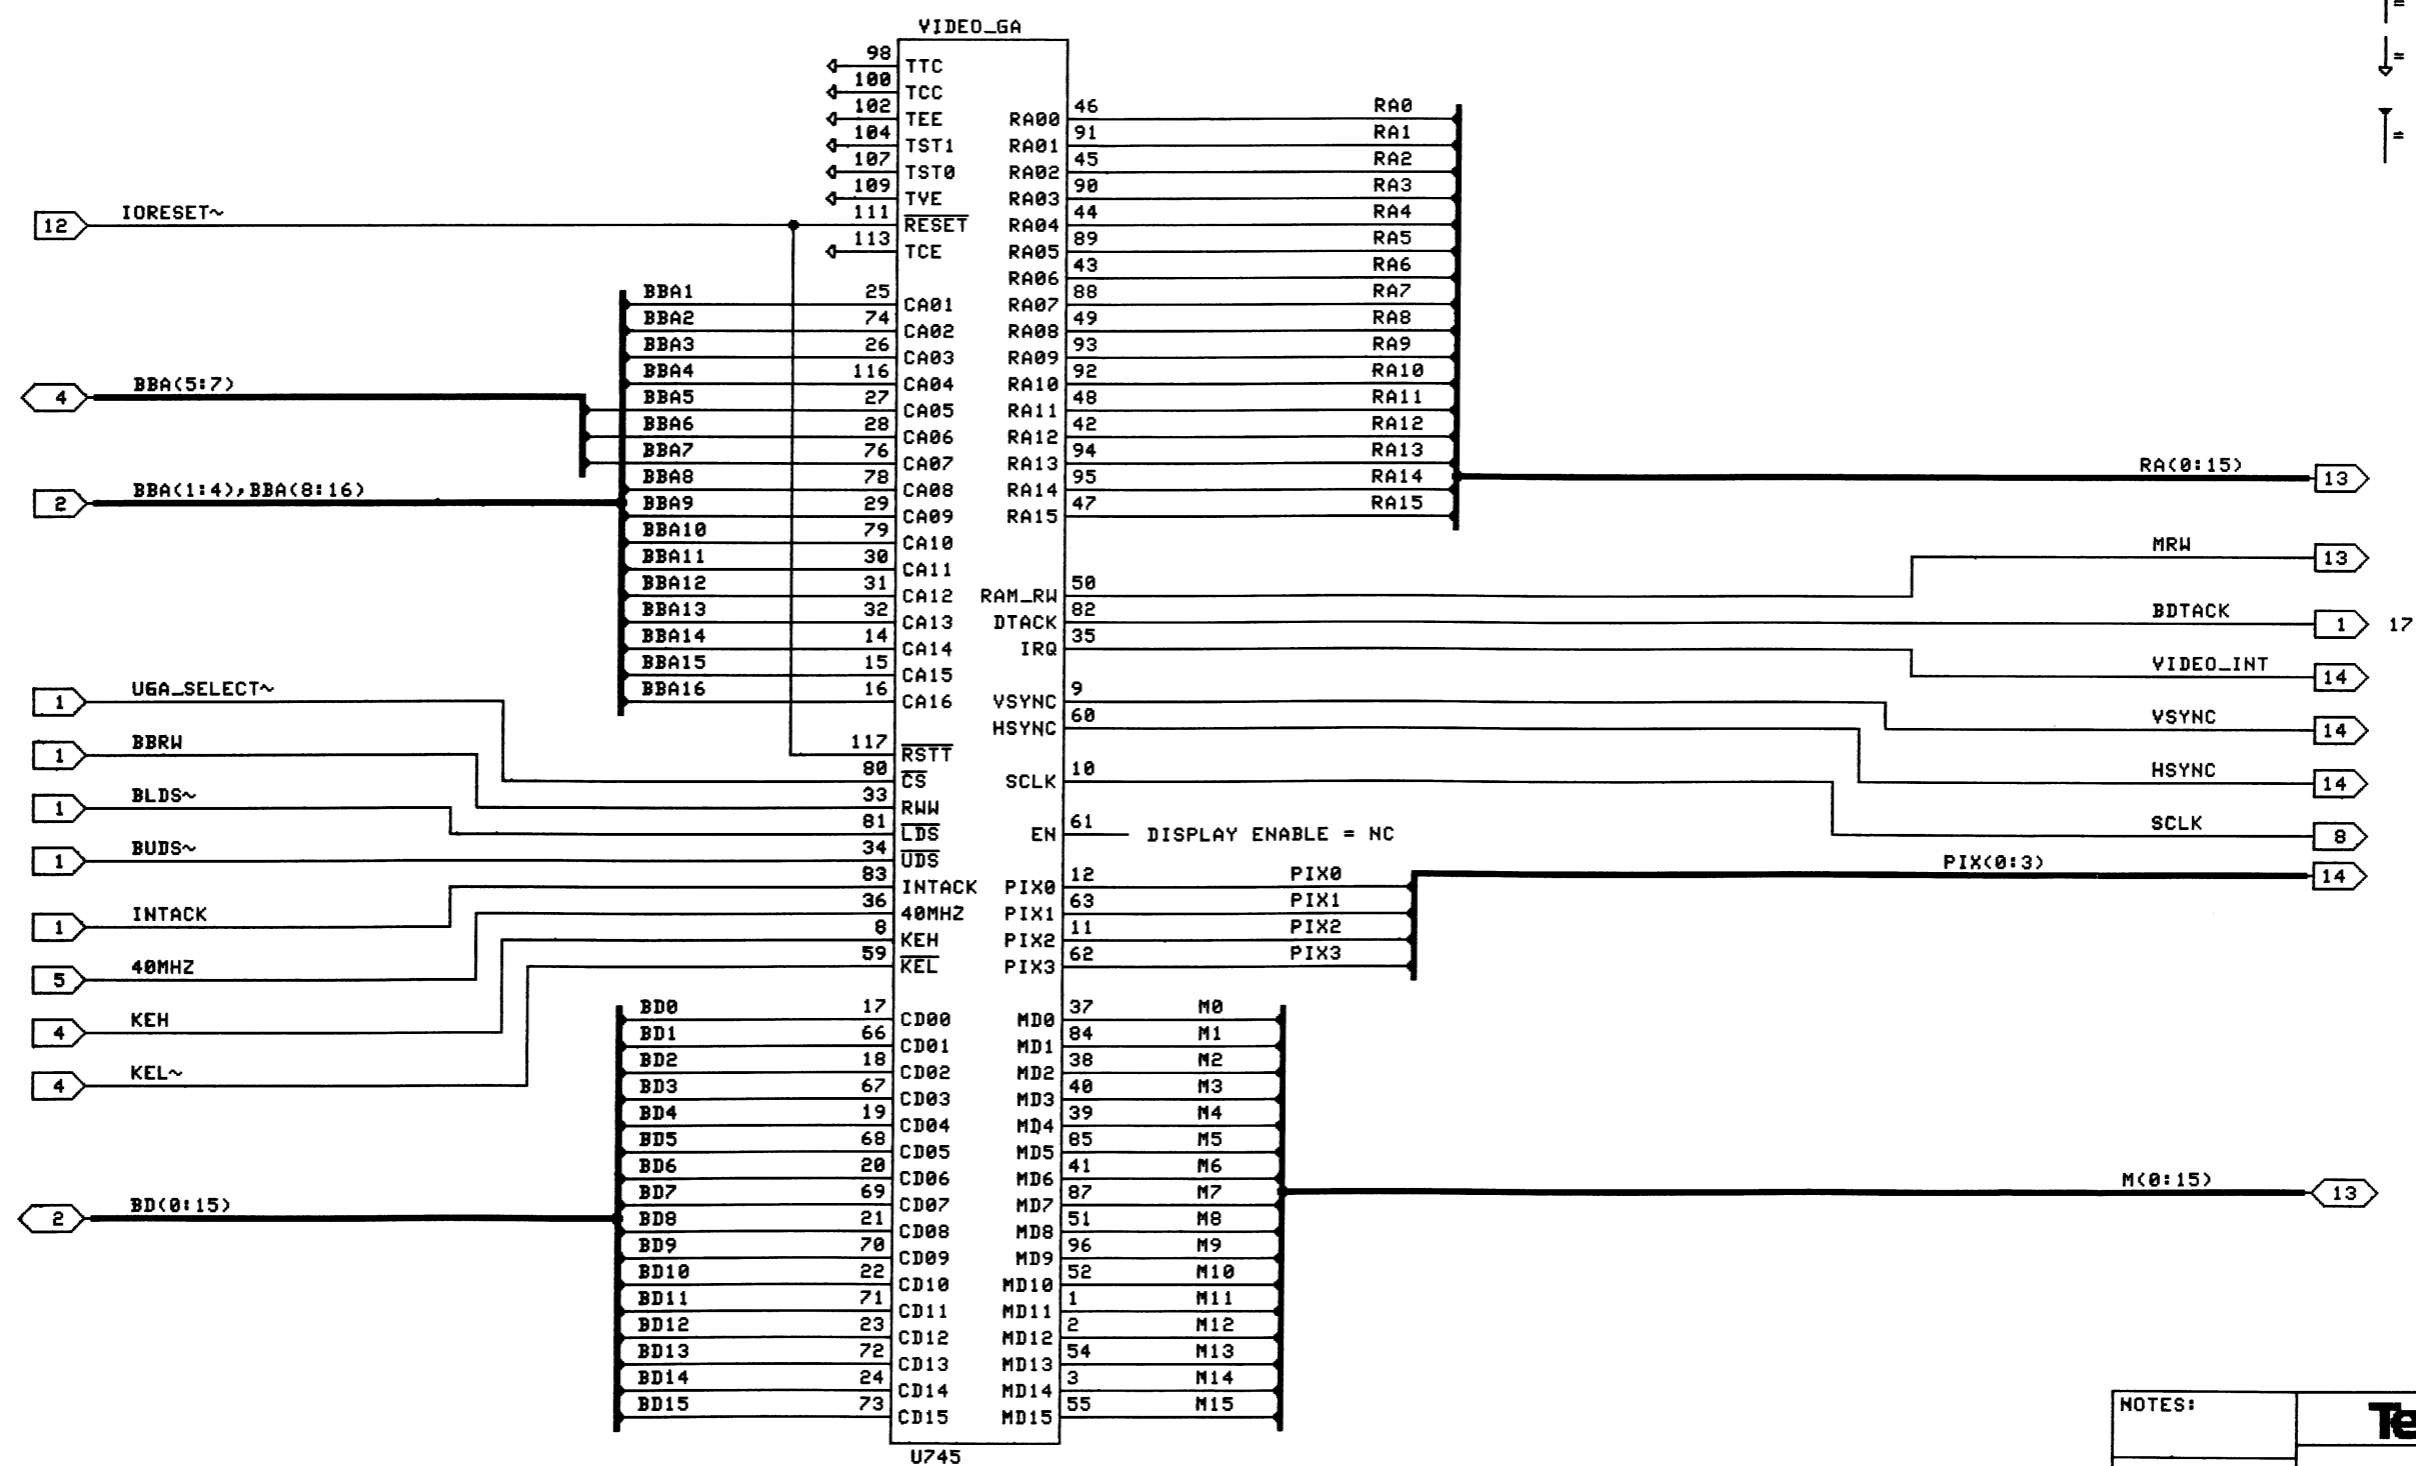 VIDEO_GA
98 TTC
100 TCC
102 TEE
104 TST1
107 TST0
109 TVE
12 IORESET~ 111 RESET
113 TCE
BBA1 25 CA01
BBA2 74 CA02
BBA3 26 CA03
BBA4 116 CA04
4 BBA(5:7)
BBA5 27 CA05
BBA6 28 CA06
BBA7 76 CA07
BBA8 78 CA08
2 BBA(1:4),BBA(8:16)
BBA9 29 CA09
BBA10 79 CA10
BBA11 30 CA11
BBA12 31 CA12
BBA13 32 CA13
BBA14 14 CA14
BBA15 15 CA15
BBA16 16 CA16
117 RSTT
1 UGA_SELECT~ 80 CS
1 BBRW 33 RWW
1 BLDS~ 81 LDS
1 BUDS~ 34 UDS
1 INTACK 83 INTACK
5 40MHZ 36 40MHZ
4 KEH 8 KEH
4 KEL~ 59 KEL
BD0 17 CD00
BD1 66 CD01
BD2 18 CD02
BD3 67 CD03
BD4 19 CD04
BD5 68 CD05
BD6 20 CD06
BD7 69 CD07
2 BD(0:15)
BD8 21 CD08
BD9 70 CD09
BD10 22 CD10
BD11 71 CD11
BD12 23 CD12
BD13 72 CD13
BD14 24 CD14
BD15 73 CD15
U745
RA00 46 RA0
RA01 91 RA1
RA02 45 RA2
RA03 90 RA3
RA04 44 RA4
RA05 89 RA5
RA06 43 RA6
RA07 88 RA7
RA08 49 RA8
RA09 93 RA9
RA10 92 RA10
RA11 48 RA11
RA12 42 RA12
RA13 94 RA13
RA14 95 RA14
RA15 47 RA15
RA(0:15) 13
RAM_RW 50 MRW 13
DTACK 82 BDTACK 1 17
IRQ 35 VIDEO_INT 14
VSYNC 9 VSYNC 14
HSYNC 60 HSYNC 14
SCLK 10 SCLK 8
EN 61 DISPLAY ENABLE = NC
PIX0 12 PIX0
PIX1 63 PIX1
PIX2 11 PIX2
PIX3 62 PIX3
PIX(0:3) 14
MD0 37 M0
MD1 84 M1
MD2 38 M2
MD3 40 M3
MD4 39 M4
MD5 85 M5
MD6 41 M6
MD7 87 M7
MD8 51 M8
MD9 96 M9
MD10 52 M10
MD11 1 M11
MD12 2 M12
MD13 54 M13
MD14 3 M14
MD15 55 M15
M(0:15) 13
=
=
=
NOTES:
Te